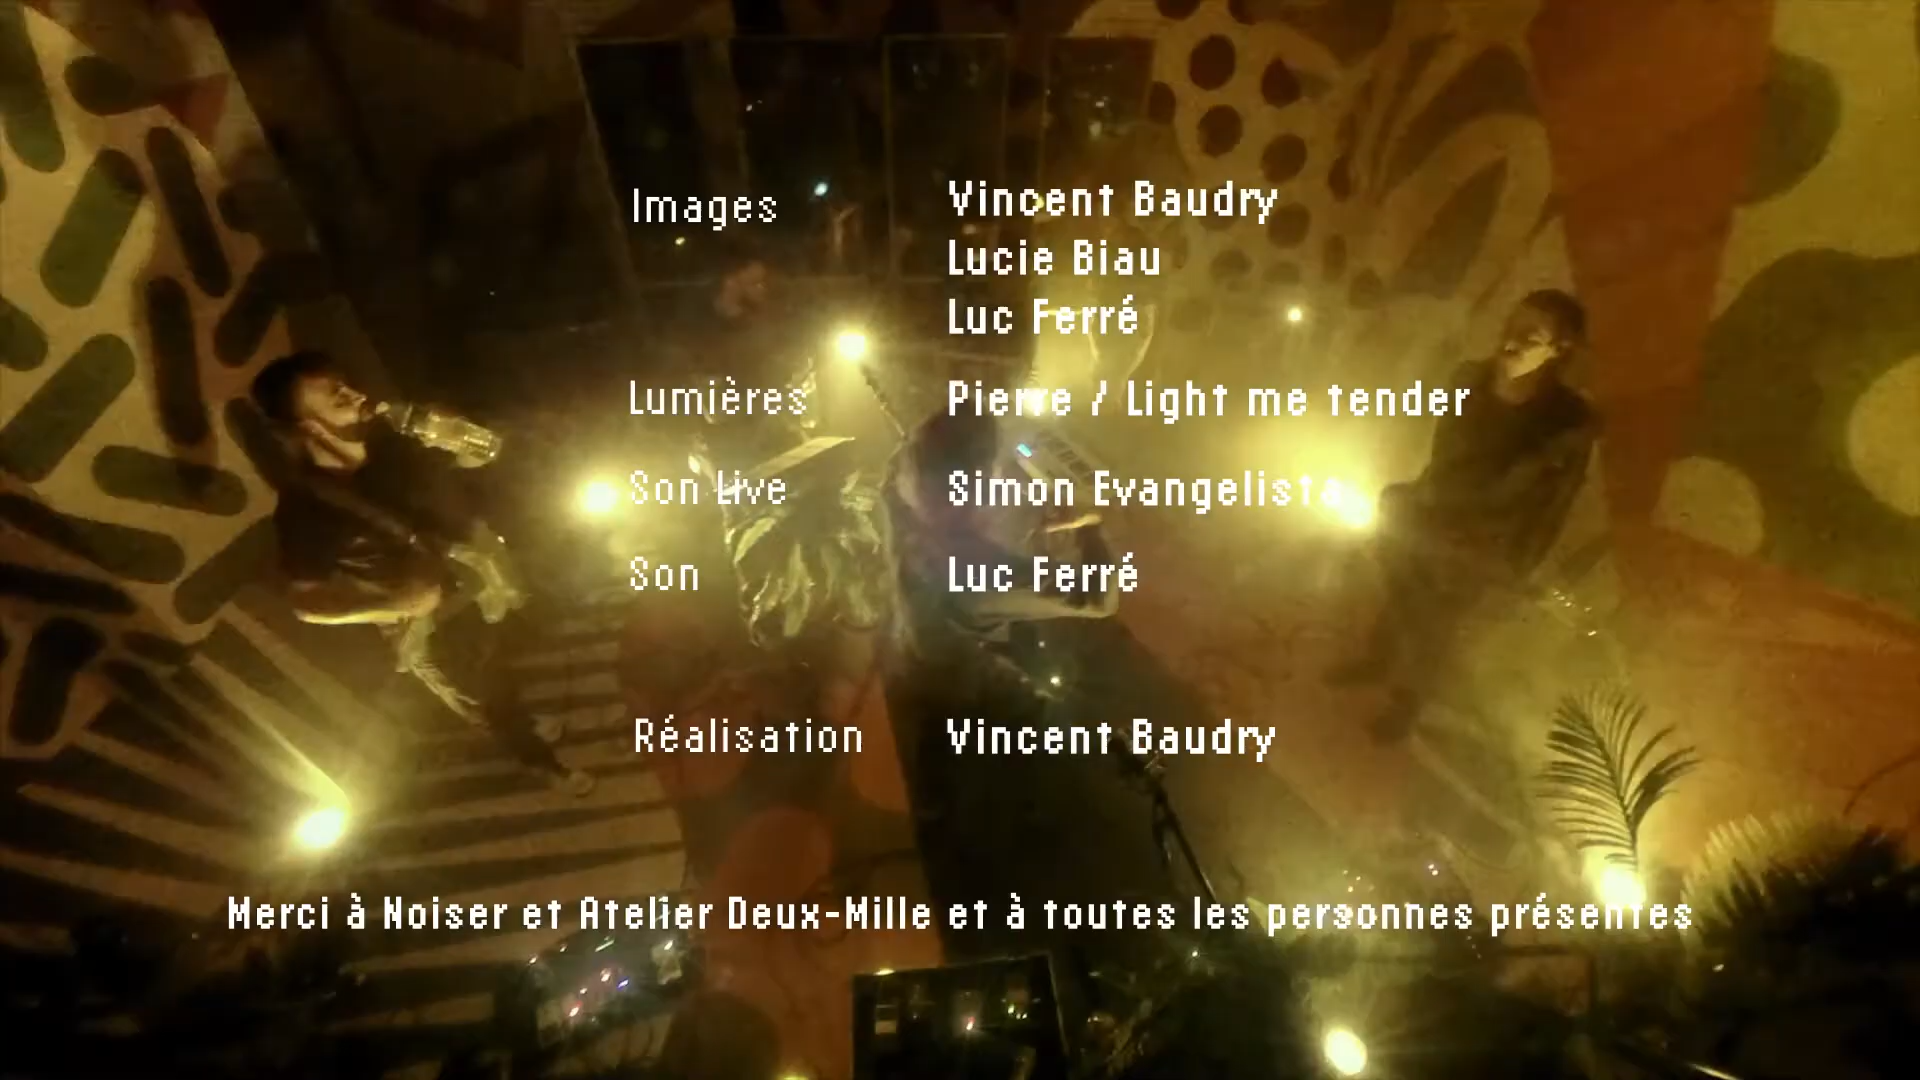 Images Vincent Baudry
Lucie Biau
Luc Ferré
Lumières Pierre / Light me tender
Son Live Simon Evangelista
Son Luc Ferré
Réalisation Vincent Baudry
Merci à Noiser et Atelier Deux-Mille et à toutes les personnes présentes